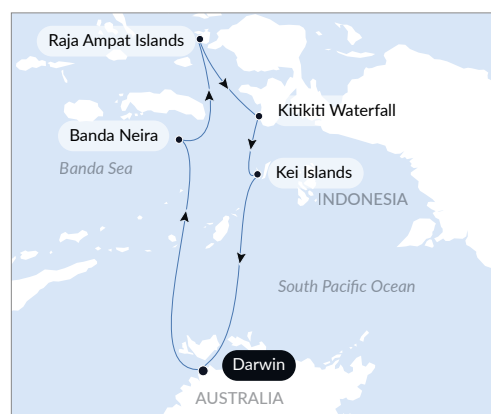 Raja Ampat Islands
Kitikiti Waterfall
Banda Neira
Banda Sea
Kei Islands
INDONESIA
South Pacific Ocean
Darwin
AUSTRALIA